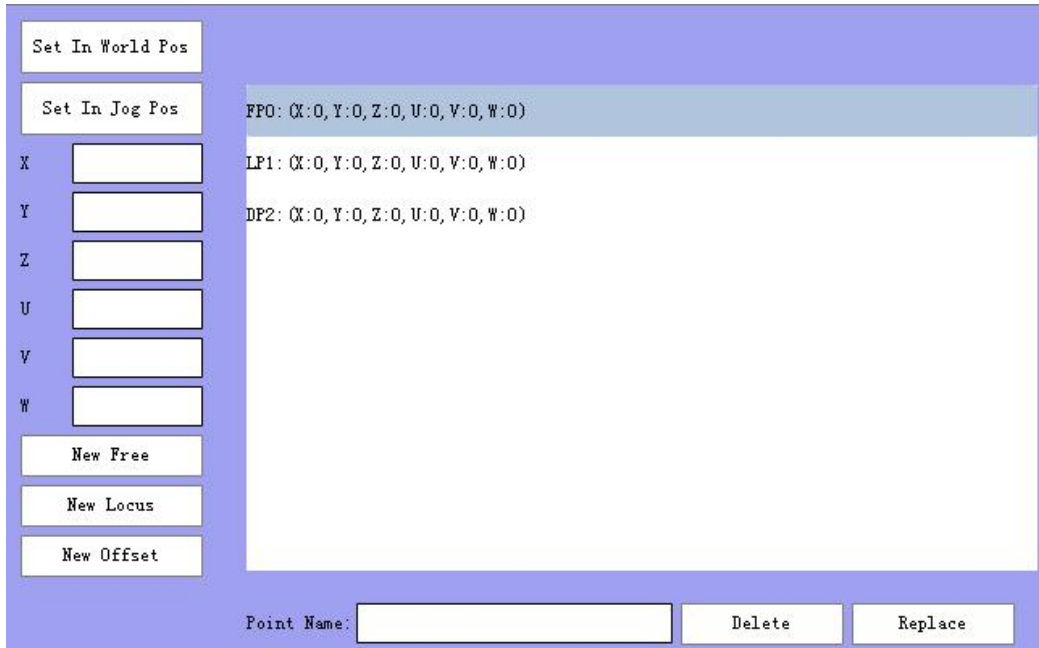 Set In World Pos
Set In Jog Pos
X
Y
Z
U
V
W
New Free
New Locus
New Offset
FP0: (X:0, Y:0, Z:0, U:0, V:0, W:0)
LP1: (X:0, Y:0, Z:0, U:0, V:0, W:0)
DP2: (X:0, Y:0, Z:0, U:0, V:0, W:0)
Point Name:
Delete
Replace